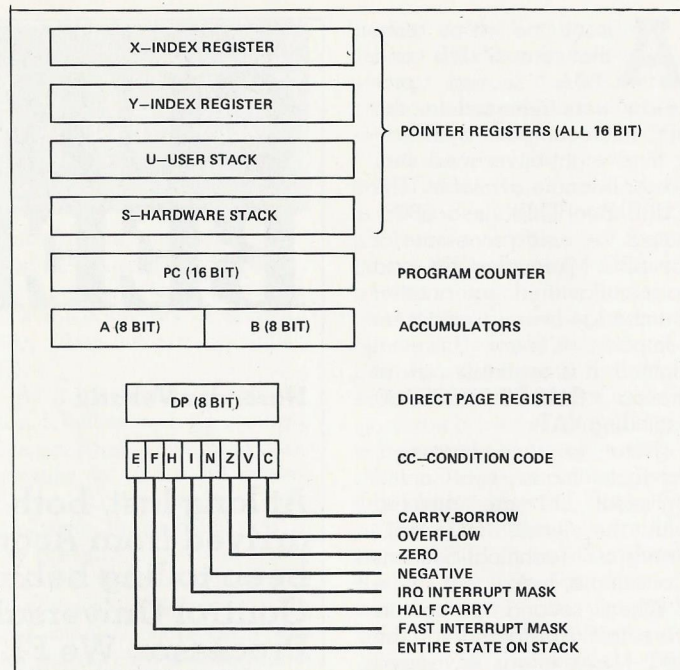 X–INDEX REGISTER
Y–INDEX REGISTER
U–USER STACK
POINTER REGISTERS (ALL 16 BIT)
S–HARDWARE STACK
PC (16 BIT) PROGRAM COUNTER
A (8 BIT) B (8 BIT) ACCUMULATORS
DP (8 BIT) DIRECT PAGE REGISTER
E F H I N Z V C CC–CONDITION CODE
CARRY-BORROW
OVERFLOW
ZERO
NEGATIVE
IRQ INTERRUPT MASK
HALF CARRY
FAST INTERRUPT MASK
ENTIRE STATE ON STACK